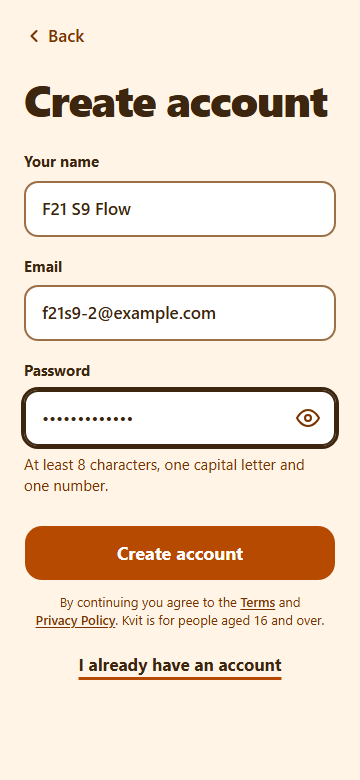 Back
Create account
Your name
F21 S9 Flow
Email
f21s9-2@example.com
Password
•••••••••••••
At least 8 characters, one capital letter and
one number.
Create account
By continuing you agree to the Terms and
Privacy Policy. Kvit is for people aged 16 and over.
I already have an account